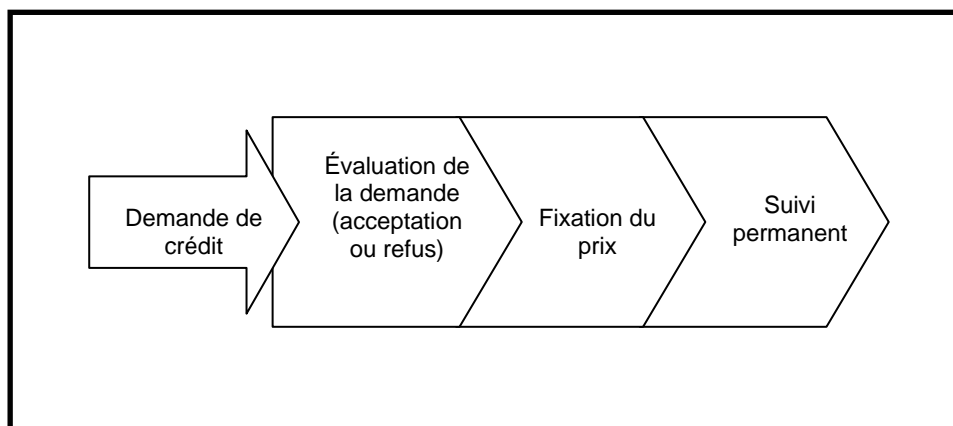 Demande de
crédit
Évaluation de
la demande
(acceptation
ou refus)
Fixation du
prix
Suivi
permanent